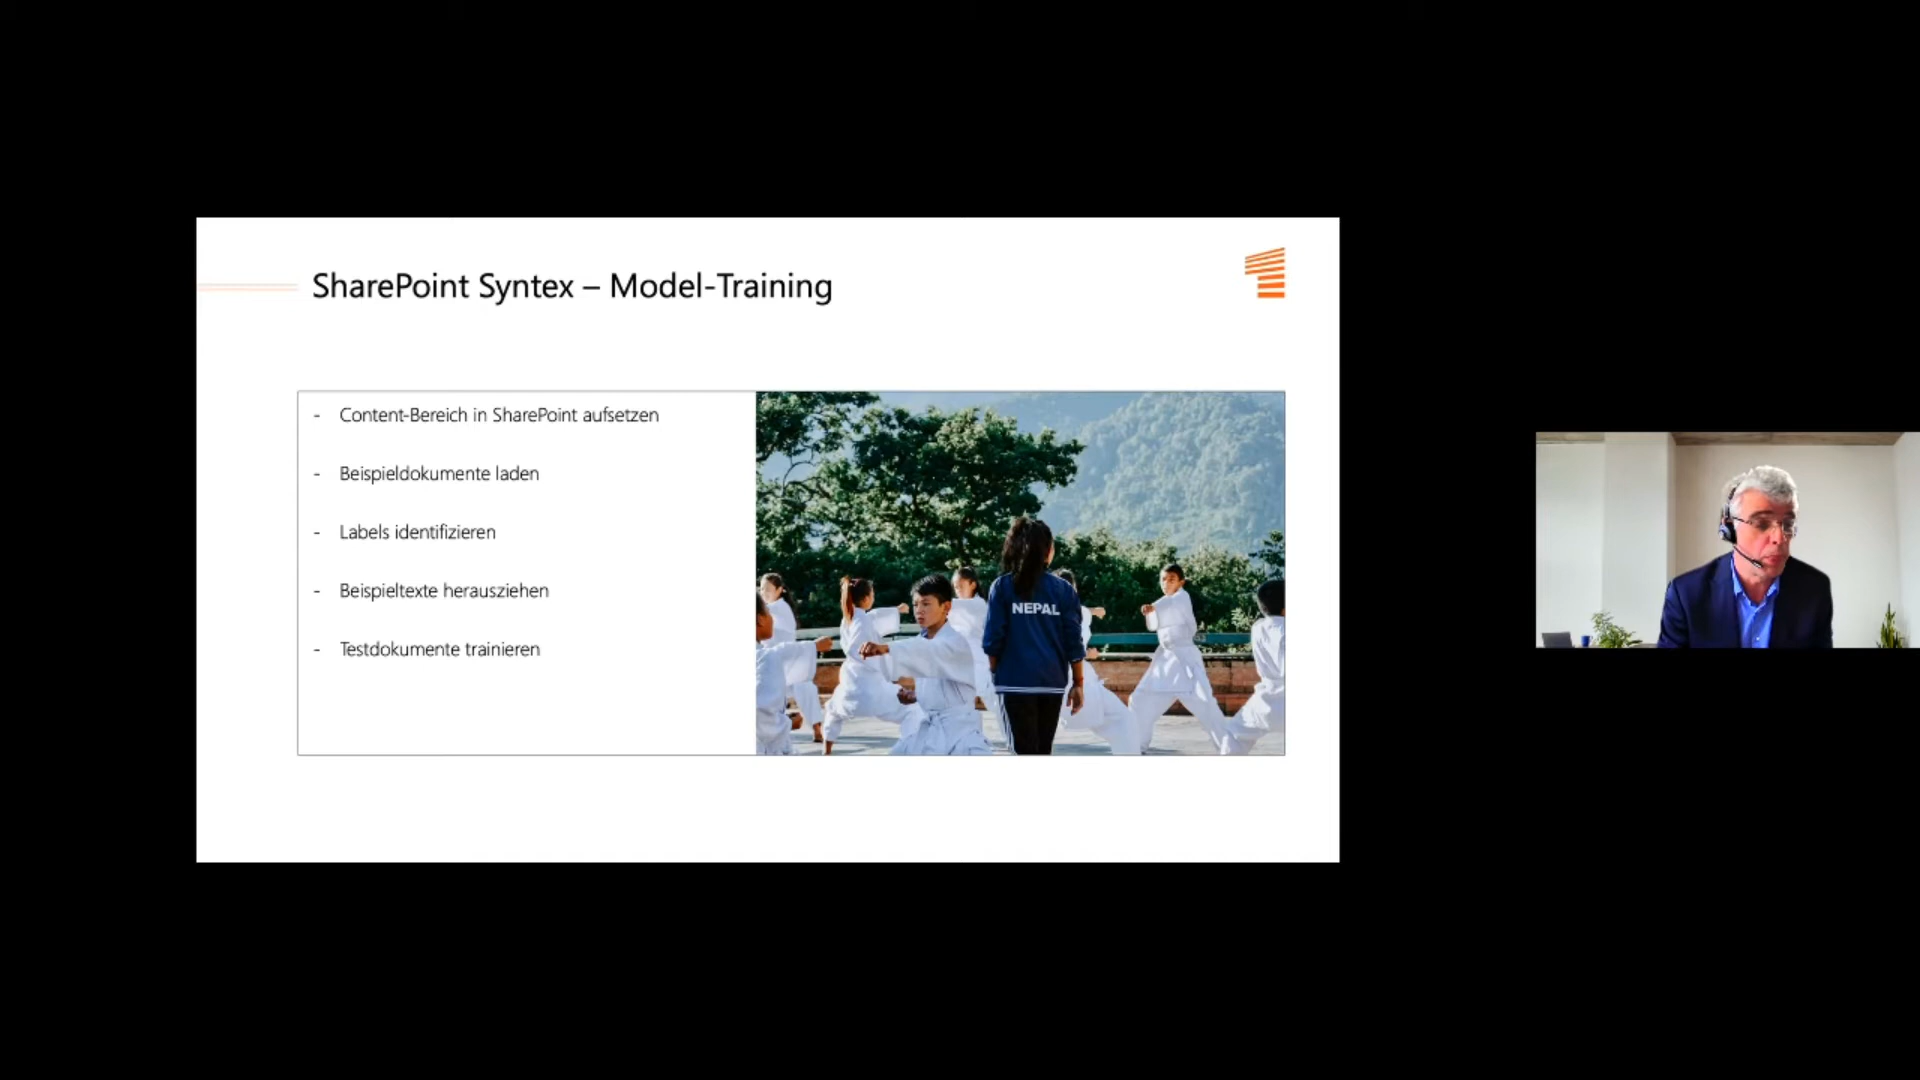 SharePoint Syntex – Model-Training
- Content-Bereich in SharePoint aufsetzen
- Beispieldokumente laden
- Labels identifizieren
- Beispieltexte herausziehen
- Testdokumente trainieren
NEPAL